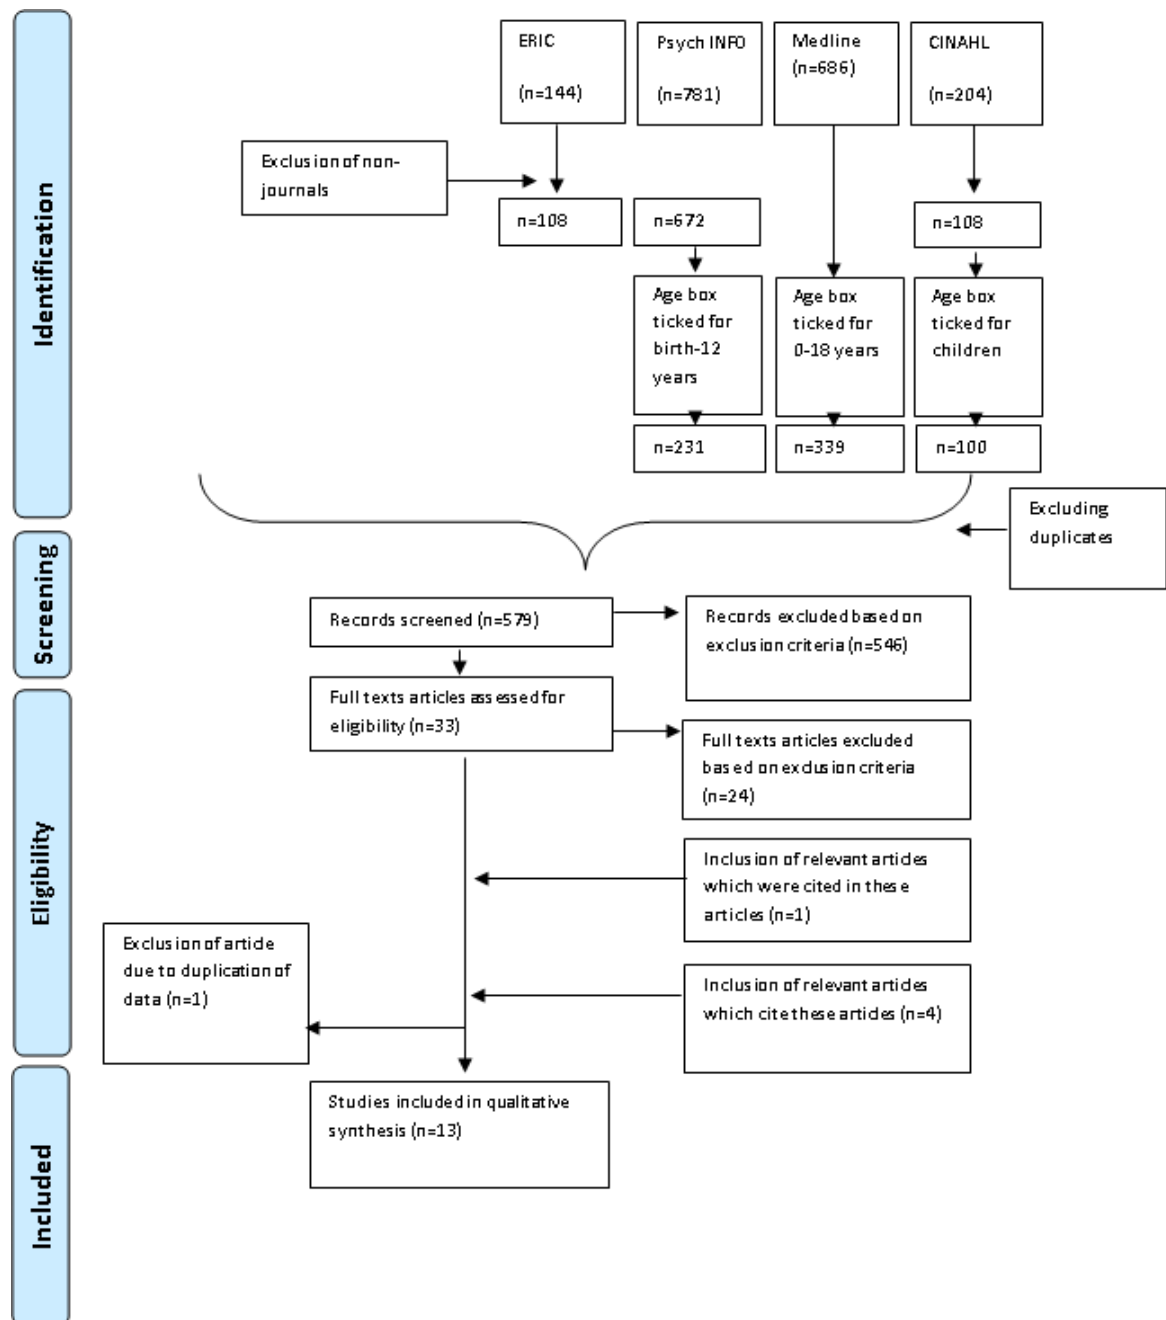 Identification
ERIC
(n=144)
Psych INFO
(n=781)
Medline
(n=686)
CINAHL
(n=204)
Exclusion of non-
journals
n=108
n=672
n=108
Age box
ticked for
birth-12
years
Age box
ticked for
0-18 years
Age box
ticked for
children
n=231
n=339
n=100
Excluding
duplicates
Screening
Records screened (n=579)
Records excluded based on
exclusion criteria (n=546)
Eligibility
Full texts articles assessed for
eligibility (n=33)
Full texts articles excluded
based on exclusion criteria
(n=24)
Inclusion of relevant articles
which were cited in these
articles (n=1)
Exclusion of article
due to duplication of
data (n=1)
Inclusion of relevant articles
which cite these articles (n=4)
Included
Studies included in qualitative
synthesis (n=13)